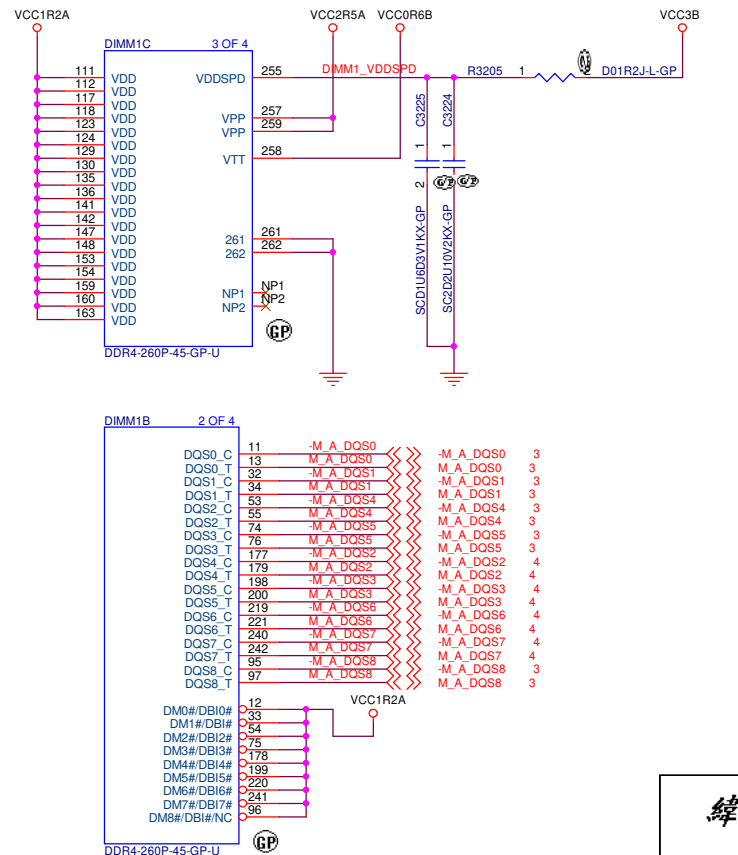 VCC1R2A VCC2R5A VCC0R6B VCC3B
DIMM1C 3 OF 4
111 VDD VDDSPD 255 DIMM1_VDDSPD R3205 1 2 D01R2J-L-GP
112 VDD
117 VDD
118 VDD VPP 257
123 VDD VPP 259
124 VDD
129 VDD VTT 258
130 VDD
135 VDD
136 VDD
141 VDD
142 VDD
147 VDD 261 261
148 VDD 262 262
153 VDD
154 VDD
159 VDD NP1 NP1
160 VDD NP2 NP2
163 VDD
GP
DDR4-260P-45-GP-U
C3225 1 2 SCD1U6D3V1KX-GP
C3224 1 SC2D2U10V2KX-GP
DIMM1B 2 OF 4
DQS0_C 11 -M_A_DQS0 -M_A_DQS0 3
DQS0_T 13 M_A_DQS0 M_A_DQS0 3
DQS1_C 32 -M_A_DQS1 -M_A_DQS1 3
DQS1_T 34 M_A_DQS1 M_A_DQS1 3
DQS2_C 53 -M_A_DQS4 -M_A_DQS4 3
DQS2_T 55 M_A_DQS4 M_A_DQS4 3
DQS3_C 74 -M_A_DQS5 -M_A_DQS5 3
DQS3_T 76 M_A_DQS5 M_A_DQS5 3
DQS4_C 177 -M_A_DQS2 -M_A_DQS2 4
DQS4_T 179 M_A_DQS2 M_A_DQS2 4
DQS5_C 198 -M_A_DQS3 -M_A_DQS3 4
DQS5_T 200 M_A_DQS3 M_A_DQS3 4
DQS6_C 219 -M_A_DQS6 -M_A_DQS6 4
DQS6_T 221 M_A_DQS6 M_A_DQS6 4
DQS7_C 240 -M_A_DQS7 -M_A_DQS7 4
DQS7_T 242 M_A_DQS7 M_A_DQS7 4
DQS8_C 95 -M_A_DQS8 -M_A_DQS8 3
DQS8_T 97 M_A_DQS8 M_A_DQS8 3
VCC1R2A
DM0#/DBI0# 12
DM1#/DBI# 33
DM2#/DBI2# 54
DM3#/DBI3# 75
DM4#/DBI4# 178
DM5#/DBI5# 199
DM6#/DBI6# 220
DM7#/DBI7# 241
DM8#/DBI#/NC 96
GP
DDR4-260P-45-GP-U
緯